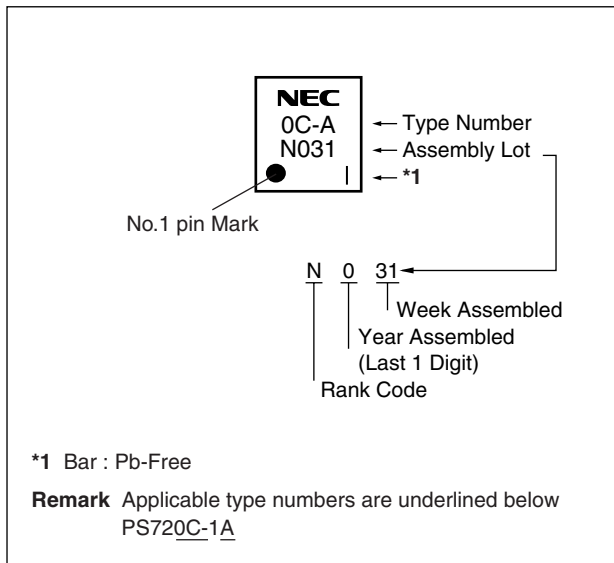 NEC
0C-A
N031
Type Number
Assembly Lot
*1
No.1 pin Mark
N 0 31
Week Assembled
Year Assembled
(Last 1 Digit)
Rank Code
*1 Bar : Pb-Free
Remark Applicable type numbers are underlined below
PS720C-1A